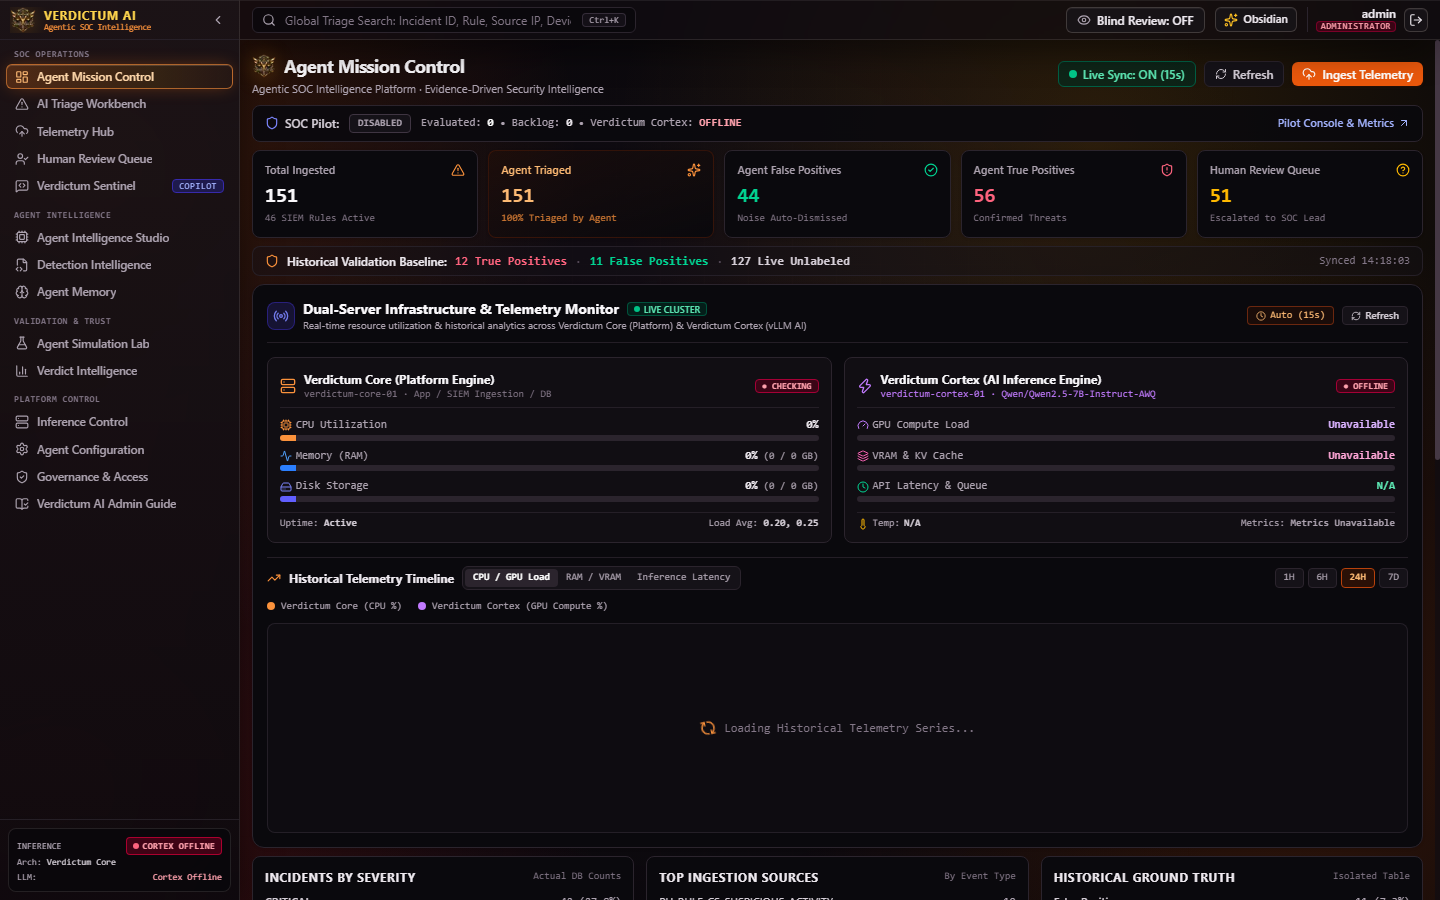 VERDICTUM AI
Agentic SOC Intelligence
Global Triage Search: Incident ID, Rule, Source IP, Devi
Ctrl+K
Blind Review: OFF
Obsidian
admin
ADMINISTRATOR
SOC OPERATIONS
Agent Mission Control
AI Triage Workbench
Telemetry Hub
Human Review Queue
Verdictum Sentinel
COPILOT
AGENT INTELLIGENCE
Agent Intelligence Studio
Detection Intelligence
Agent Memory
VALIDATION & TRUST
Agent Simulation Lab
Verdict Intelligence
PLATFORM CONTROL
Inference Control
Agent Configuration
Governance & Access
Verdictum AI Admin Guide
INFERENCE
CORTEX OFFLINE
Arch: Verdictum Core
LLM:
Cortex Offline
Agent Mission Control
Agentic SOC Intelligence Platform · Evidence-Driven Security Intelligence
Live Sync: ON (15s)
Refresh
Ingest Telemetry
SOC Pilot: DISABLED Evaluated: 0 • Backlog: 0 • Verdictum Cortex: OFFLINE
Pilot Console & Metrics
Total Ingested
151
46 SIEM Rules Active
Agent Triaged
151
100% Triaged by Agent
Agent False Positives
44
Noise Auto-Dismissed
Agent True Positives
56
Confirmed Threats
Human Review Queue
51
Escalated to SOC Lead
Historical Validation Baseline: 12 True Positives · 11 False Positives · 127 Live Unlabeled
Synced 14:18:03
Dual-Server Infrastructure & Telemetry Monitor
LIVE CLUSTER
Real-time resource utilization & historical analytics across Verdictum Core (Platform) & Verdictum Cortex (vLLM AI)
Auto (15s)
Refresh
Verdictum Core (Platform Engine)
verdictum-core-01 · App / SIEM Ingestion / DB
CHECKING
CPU Utilization
0%
Memory (RAM)
0% (0 / 0 GB)
Disk Storage
0% (0 / 0 GB)
Uptime: Active
Load Avg: 0.20, 0.25
Verdictum Cortex (AI Inference Engine)
verdictum-cortex-01 · Qwen/Qwen2.5-7B-Instruct-AWQ
OFFLINE
GPU Compute Load
Unavailable
VRAM & KV Cache
Unavailable
API Latency & Queue
N/A
Temp: N/A
Metrics: Metrics Unavailable
Historical Telemetry Timeline
CPU / GPU Load
RAM / VRAM
Inference Latency
1H
6H
24H
7D
Verdictum Core (CPU %)
Verdictum Cortex (GPU Compute %)
Loading Historical Telemetry Series...
INCIDENTS BY SEVERITY
Actual DB Counts
TOP INGESTION SOURCES
By Event Type
HISTORICAL GROUND TRUTH
Isolated Table